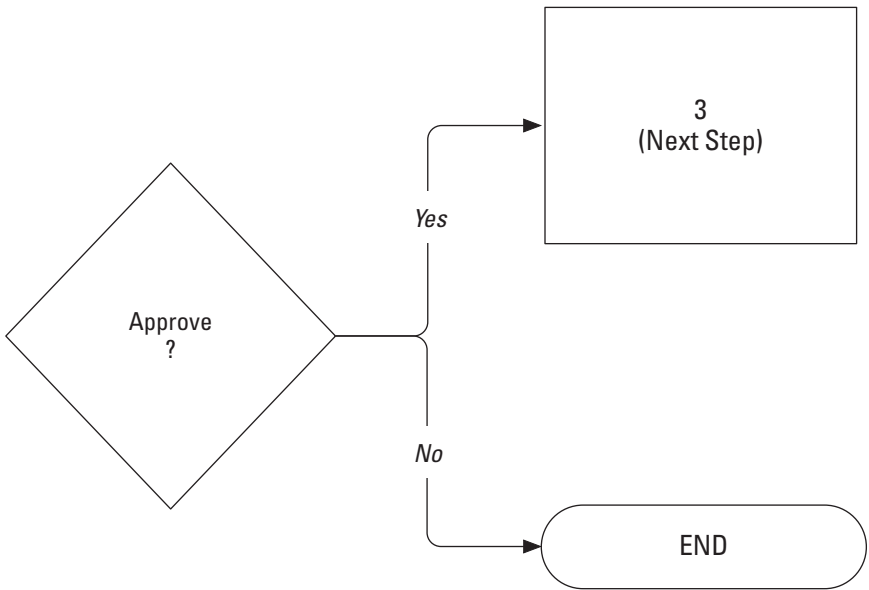 3
(Next Step)
Yes
Approve
?
No
END